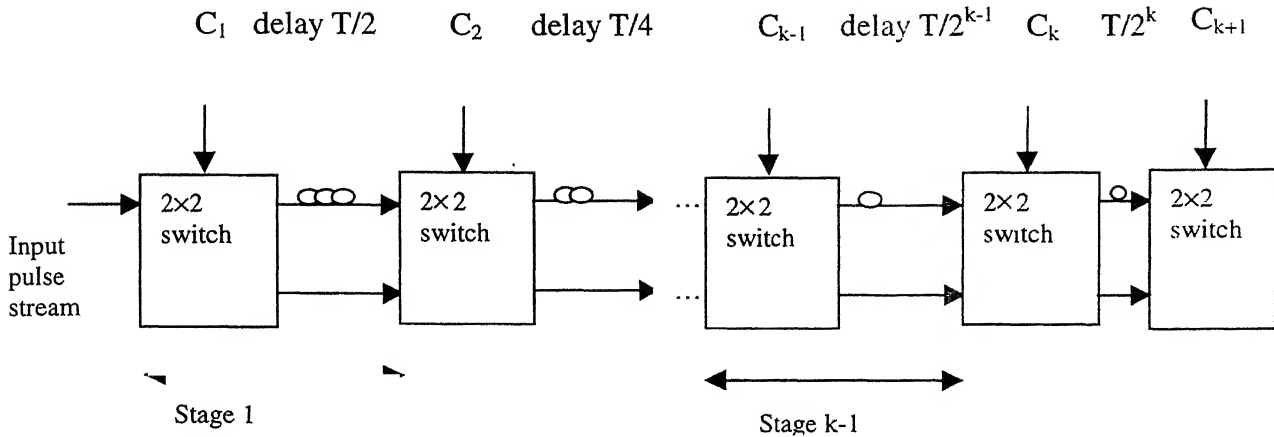 C₁ delay T/2 C₂ delay T/4 Cₖ₋₁ delay T/2ᵏ⁻¹ Cₖ T/2ᵏ Cₖ₊₁
2×2 switch
2×2 switch
... 2×2 switch
...
2×2 switch
2×2 switch
Input
pulse
stream
Stage 1
Stage k-1